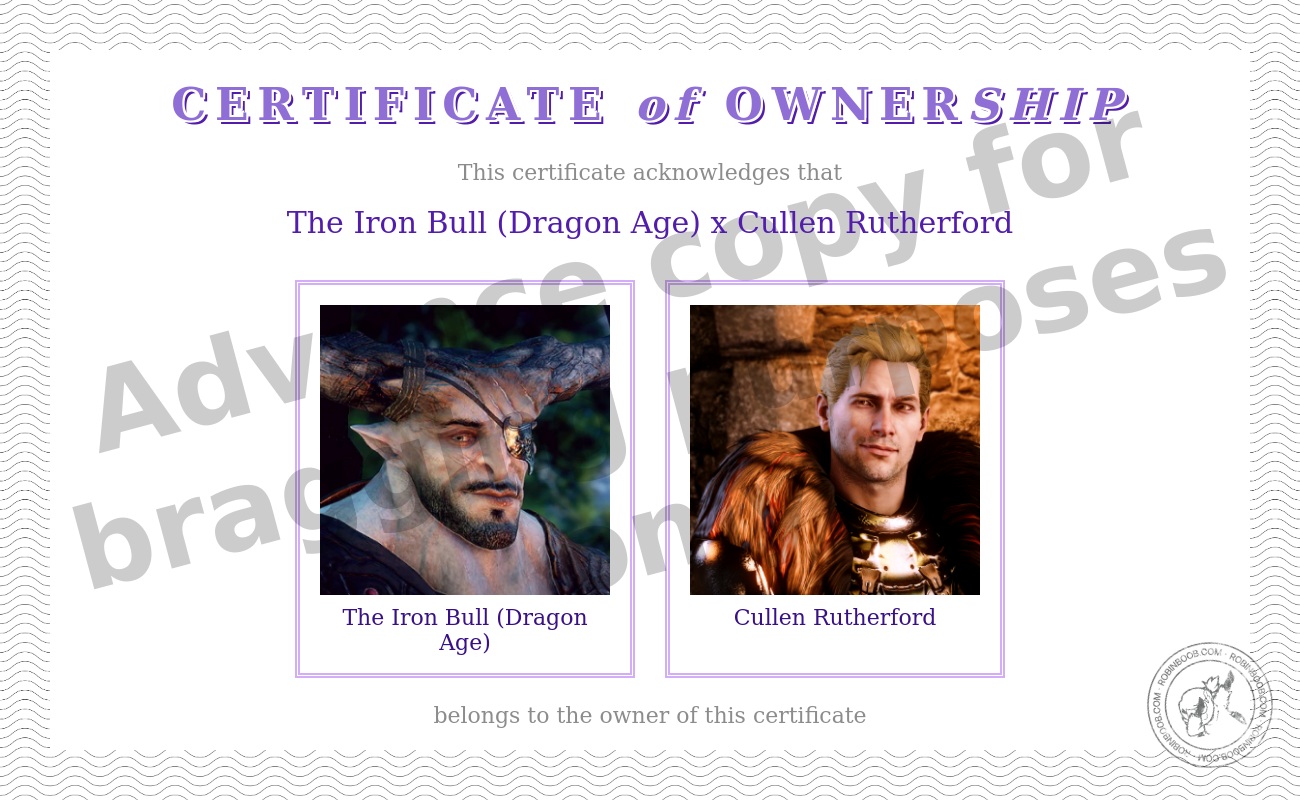 CERTIFICATE of OWNERSHIP
This certificate acknowledges that
The Iron Bull (Dragon Age) x Cullen Rutherford
Advance copy for
bragging purposes
on
The Iron Bull (Dragon
Age)
Cullen Rutherford
belongs to the owner of this certificate
ROBINBOOB.COM · ROBINBOOB.COM · ROBINBOOB.COM · ROBINBOOB.COM